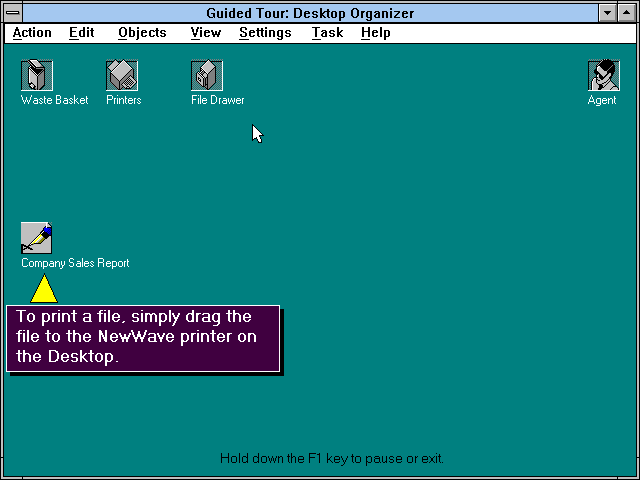 Guided Tour: Desktop Organizer
Action Edit Objects View Settings Task Help
Waste Basket Printers File Drawer Agent
Company Sales Report
To print a file, simply drag the
file to the NewWave printer on
the Desktop.
Hold down the F1 key to pause or exit.